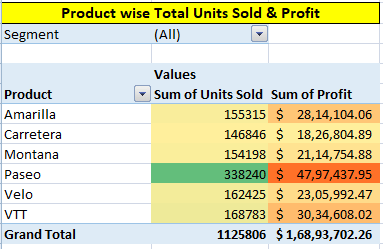 Product wise Total Units Sold & Profit
Segment (All)
Values
Product Sum of Units Sold Sum of Profit
Amarilla 155315 $ 28,14,104.06
Carretera 146846 $ 18,26,804.89
Montana 154198 $ 21,14,754.88
Paseo 338240 $ 47,97,437.95
Velo 162425 $ 23,05,992.47
VTT 168783 $ 30,34,608.02
Grand Total 1125806 $ 1,68,93,702.26